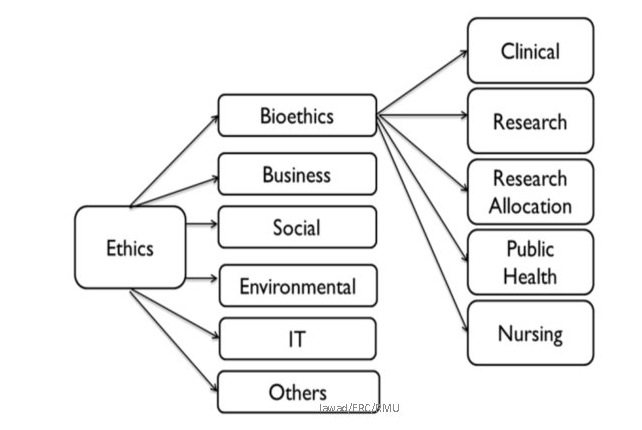 Clinical
Bioethics
Research
Business
Research
Allocation
Social
Ethics
Public
Health
Environmental
IT
Nursing
Others